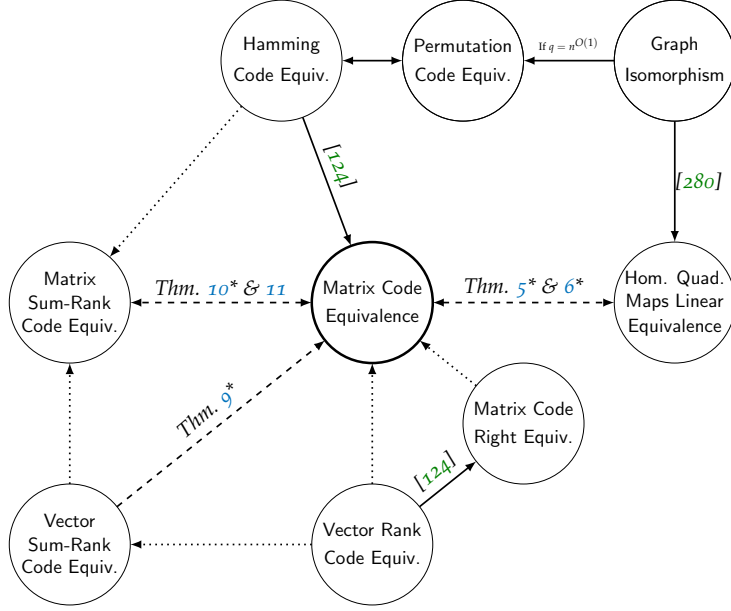 Hamming
Code Equiv.
Permutation
Code Equiv.
If q = n^O(1)
Graph
Isomorphism
[124]
[280]
Matrix
Sum-Rank
Code Equiv.
Thm. 10* & 11
Matrix Code
Equivalence
Thm. 5* & 6*
Hom. Quad.
Maps Linear
Equivalence
Thm. 9*
Matrix Code
Right Equiv.
[124]
Vector
Sum-Rank
Code Equiv.
Vector Rank
Code Equiv.